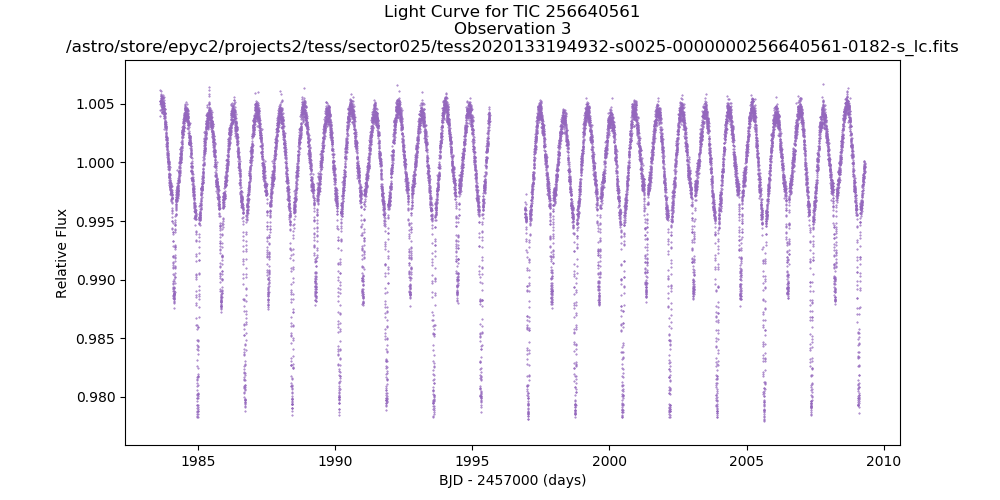 Light Curve for TIC 256640561
Observation 3
/astro/store/epyc2/projects2/tess/sector025/tess2020133194932-s0025-0000000256640561-0182-s_lc.fits
1.005
1.000
0.995
0.990
0.985
0.980
Relative Flux
1985
1990
1995
2000
2005
2010
BJD - 2457000 (days)